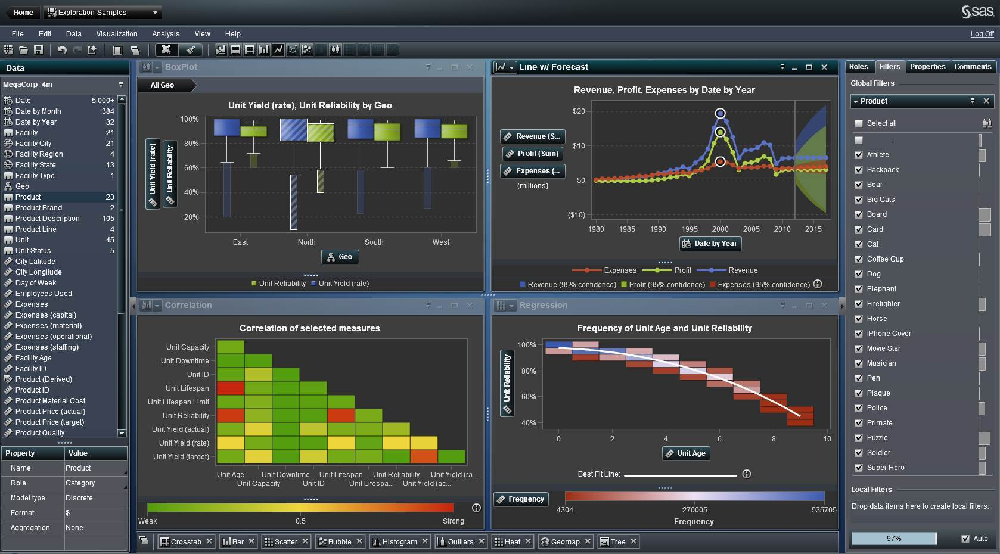 Home
Exploration-Samples
sas
File Edit Data Visualization Analysis View Help
Log Off
Data
MegaCorp_4m
Date 5,000+
Date by Month 384
Date by Year 32
Facility 21
Facility City 21
Facility Region 4
Facility State 13
Facility Type 1
Geo
Product 23
Product Brand 2
Product Description 105
Product Line 4
Unit 45
Unit Status 5
City Latitude
City Longitude
Day of Week
Employees Used
Expenses
Expenses (capital)
Expenses (material)
Expenses (operational)
Expenses (staffing)
Facility Age
Facility ID
Product (Derived)
Product ID
Product Material Cost
Product Price (actual)
Product Price (target)
Product Quality
Property Value
Name Product
Role Category
Model type Discrete
Format $
Aggregation None
BoxPlot
All Geo
Unit Yield (rate), Unit Reliability by Geo
100%
80%
60%
40%
20%
Unit Yield (rate)
Unit Reliability
East North South West
Geo
Unit Reliability Unit Yield (rate)
Line w/ Forecast
Revenue, Profit, Expenses by Date by Year
Revenue (S...
Profit (Sum)
Expenses (...
(millions)
$20
$10
$0
($10)
1980 1985 1990 1995 2000 2005 2010 2015
Date by Year
Expenses Profit Revenue
Revenue (95% confidence) Profit (95% confidence) Expenses (95% confidence)
Correlation
Correlation of selected measures
Unit Capacity
Unit Downtime
Unit ID
Unit Lifespan
Unit Lifespan Limit
Unit Reliability
Unit Yield (actual)
Unit Yield (rate)
Unit Yield (target)
Unit Age Unit Downtime Unit Lifespan Unit Reliability Unit Yield (ra...
Unit Capacity Unit ID Unit Lifespa... Unit Yield (ac...
Weak 0.5 Strong
Regression
Frequency of Unit Age and Unit Reliability
100%
80%
60%
40%
Unit Reliability
0 2 4 6 8 10
Unit Age
Best Fit Line:
Frequency
4304 270005 535705
Frequency
Crosstab Bar Scatter Bubble Histogram Outliers Heat Geomap Tree
Roles Filters Properties Comments
Global Filters
Product
Select all
.
Athlete
Backpack
Bear
Big Cats
Board
Card
Cat
Coffee Cup
Dog
Elephant
Firefighter
Horse
iPhone Cover
Movie Star
Musician
Pen
Plaque
Police
Primate
Puzzle
Soldier
Super Hero
Local Filters
Drop data items here to create local filters.
97%
Auto